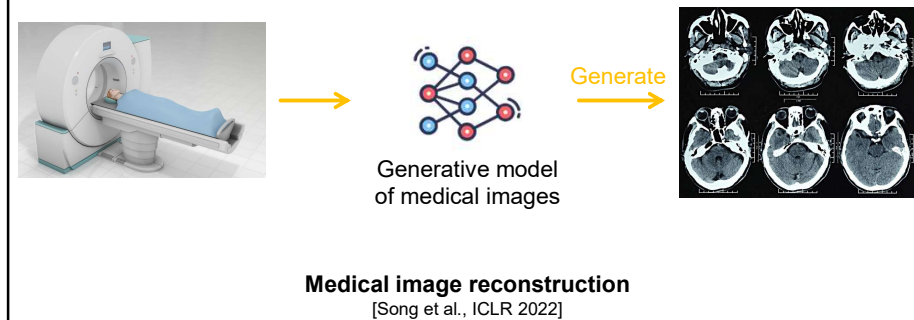 Generate
Generative model
of medical images
Medical image reconstruction
[Song et al., ICLR 2022]